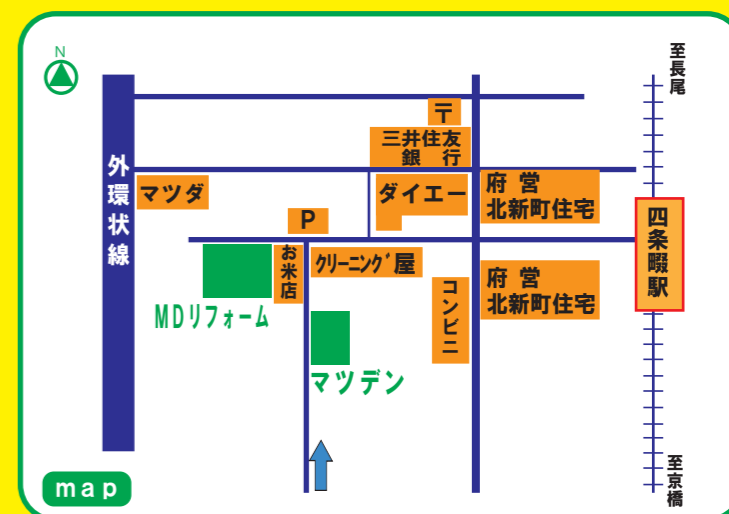 N
至長尾
〒
三井住友
銀 行
外環状線
マツダ
ダイエー
府 営
北新町住宅
P
四条畷駅
お米店
クリーニング屋
コンビニ
府 営
北新町住宅
MDリフォーム
マツデン
至京橋
map